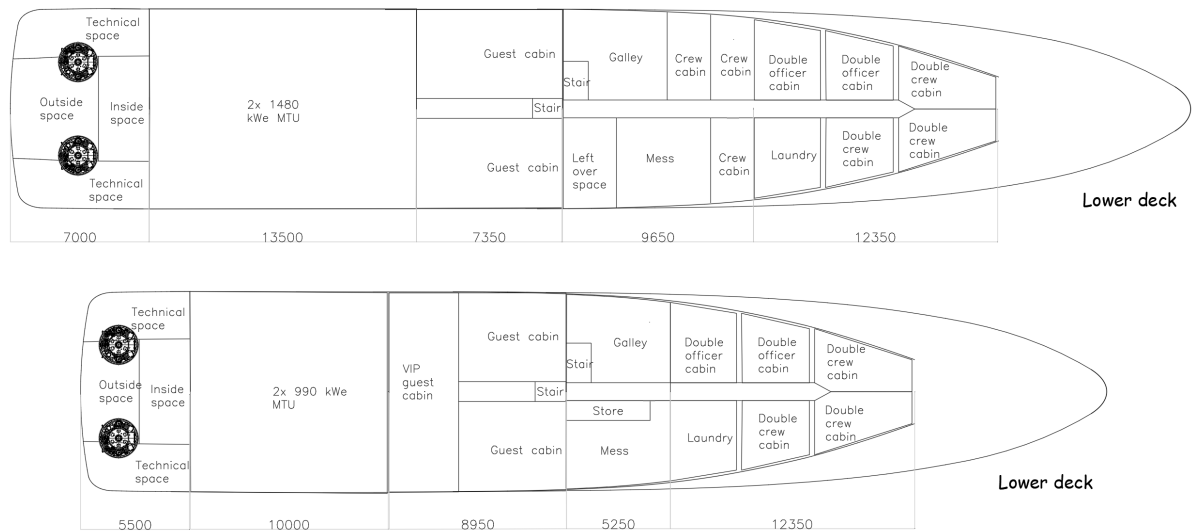 Technical
space
Outside
space
Inside
space
Technical
space
2x 1480
kWe MTU
Guest cabin
Stair
Guest cabin
Stair
Galley
Crew
cabin
Crew
cabin
Double
officer
cabin
Double
officer
cabin
Double
crew
cabin
Left
over
space
Mess
Crew
cabin
Laundry
Double
crew
cabin
Double
crew
cabin
Lower deck
7000
13500
7350
9650
12350
Technical
space
Outside
space
Inside
space
Technical
space
2x 990 kWe
MTU
VIP
guest
cabin
Guest cabin
Stair
Guest cabin
Stair
Galley
Double
officer
cabin
Double
officer
cabin
Double
crew
cabin
Store
Mess
Laundry
Double
crew
cabin
Double
crew
cabin
Lower deck
5500
10000
8950
5250
12350